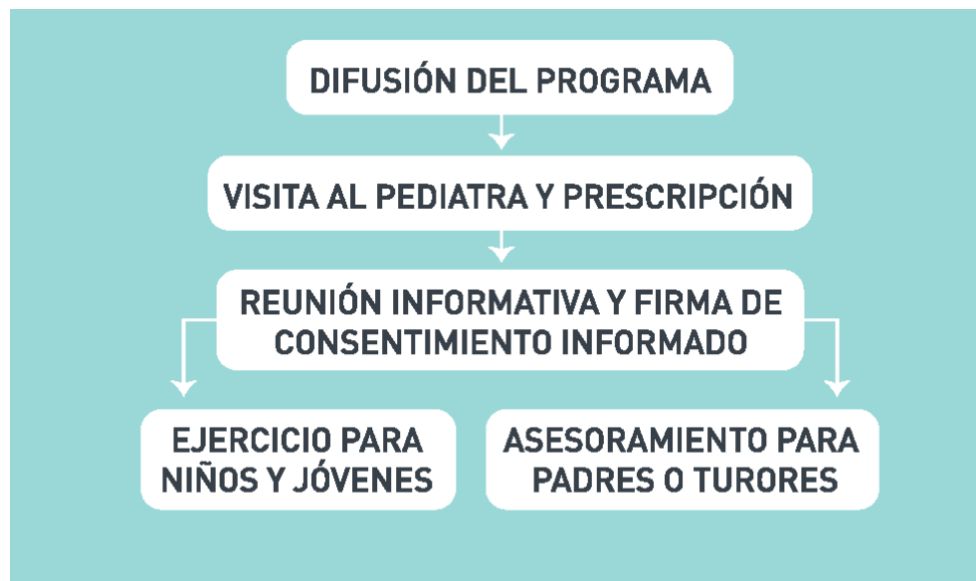 DIFUSIÓN DEL PROGRAMA
VISITA AL PEDIATRA Y PRESCRIPCIÓN
REUNIÓN INFORMATIVA Y FIRMA DE
CONSENTIMIENTO INFORMADO
EJERCICIO PARA
NIÑOS Y JÓVENES
ASESORAMIENTO PARA
PADRES O TURORES